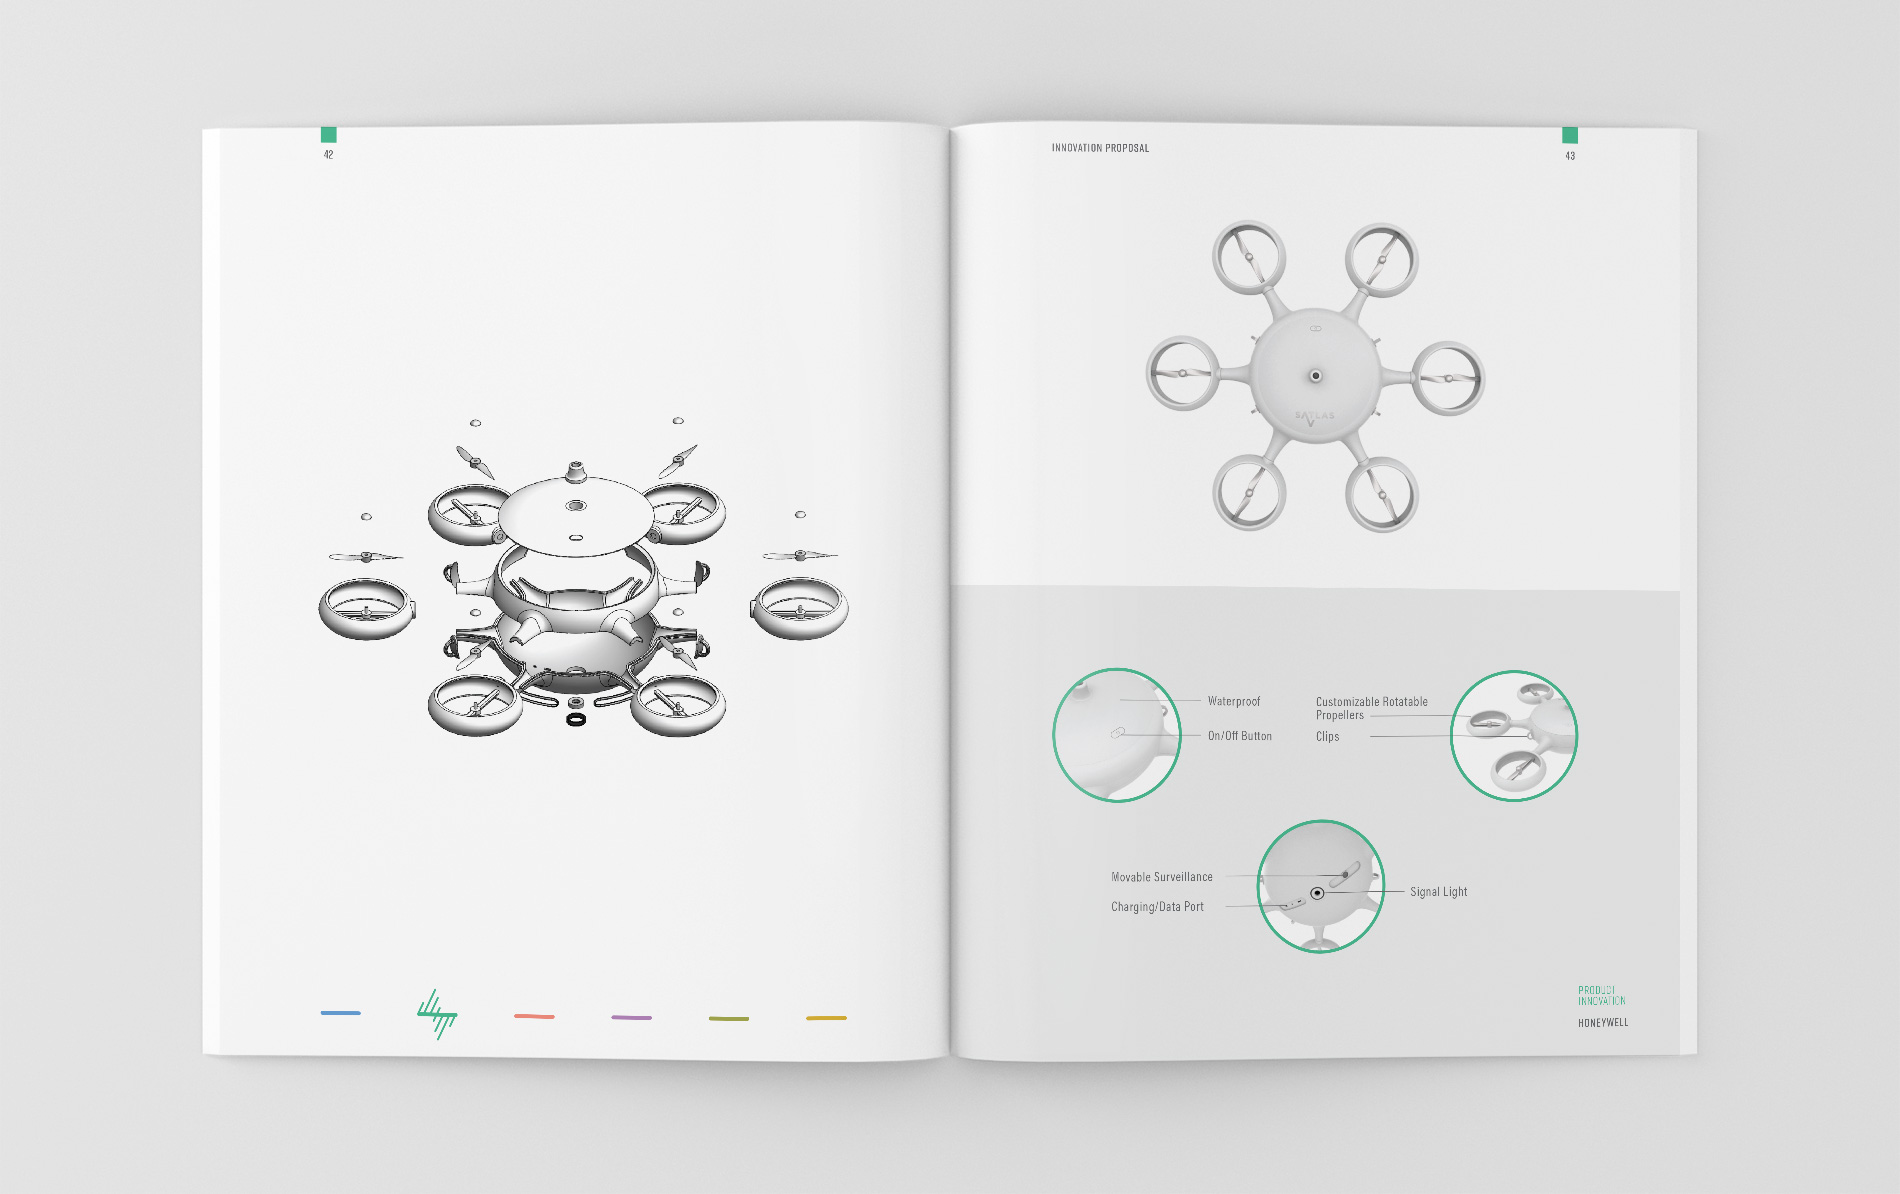 42
INNOVATION PROPOSAL
43
SATLAS
Waterproof
On/Off Button
Customizable Rotatable
Propellers
Clips
Movable Surveillance
Charging/Data Port
Signal Light
PRODUCT
INNOVATION
HONEYWELL